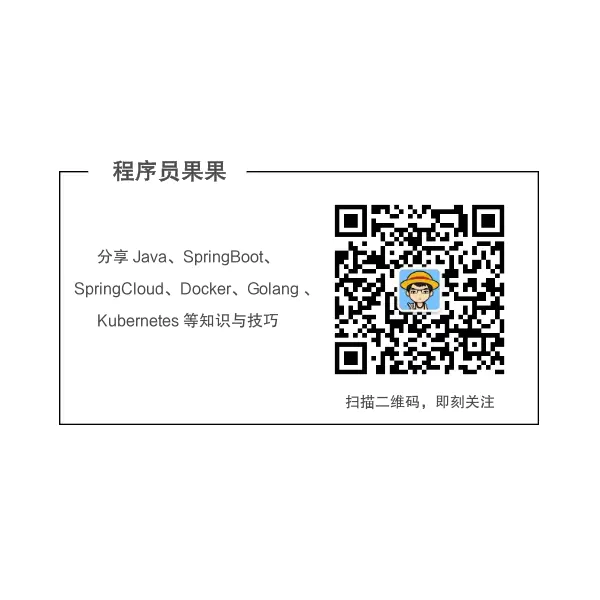 程序员果果
分享 Java、SpringBoot、
SpringCloud、Docker、Golang 、
Kubernetes 等知识与技巧
扫描二维码，即刻关注